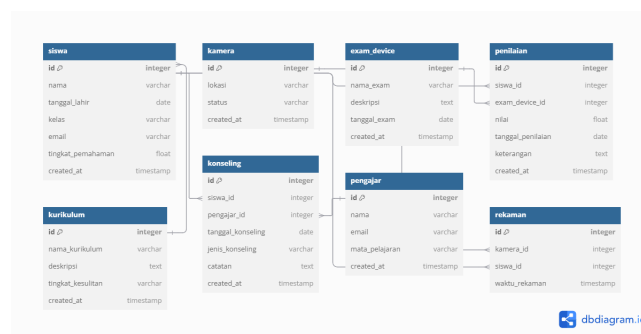 siswa
id integer
nama varchar
tanggal_lahir date
kelas varchar
email varchar
tingkat_pemahaman float
created_at timestamp
kamera
id integer
lokasi varchar
status varchar
created_at timestamp
exam_device
id integer
nama_exam varchar
deskripsi text
tanggal_exam date
created_at timestamp
penilaian
id integer
siswa_id integer
exam_device_id integer
nilai float
tanggal_penilaian date
keterangan text
created_at timestamp
konseling
id integer
siswa_id integer
pengajar_id integer
tanggal_konseling date
jenis_konseling varchar
catatan text
created_at timestamp
pengajar
id integer
nama varchar
email varchar
mata_pelajaran varchar
created_at timestamp
kurikulum
id integer
nama_kurikulum varchar
deskripsi text
tingkat_kesulitan varchar
created_at timestamp
rekaman
id integer
kamera_id integer
siswa_id integer
waktu_rekaman timestamp
dbdiagram.io